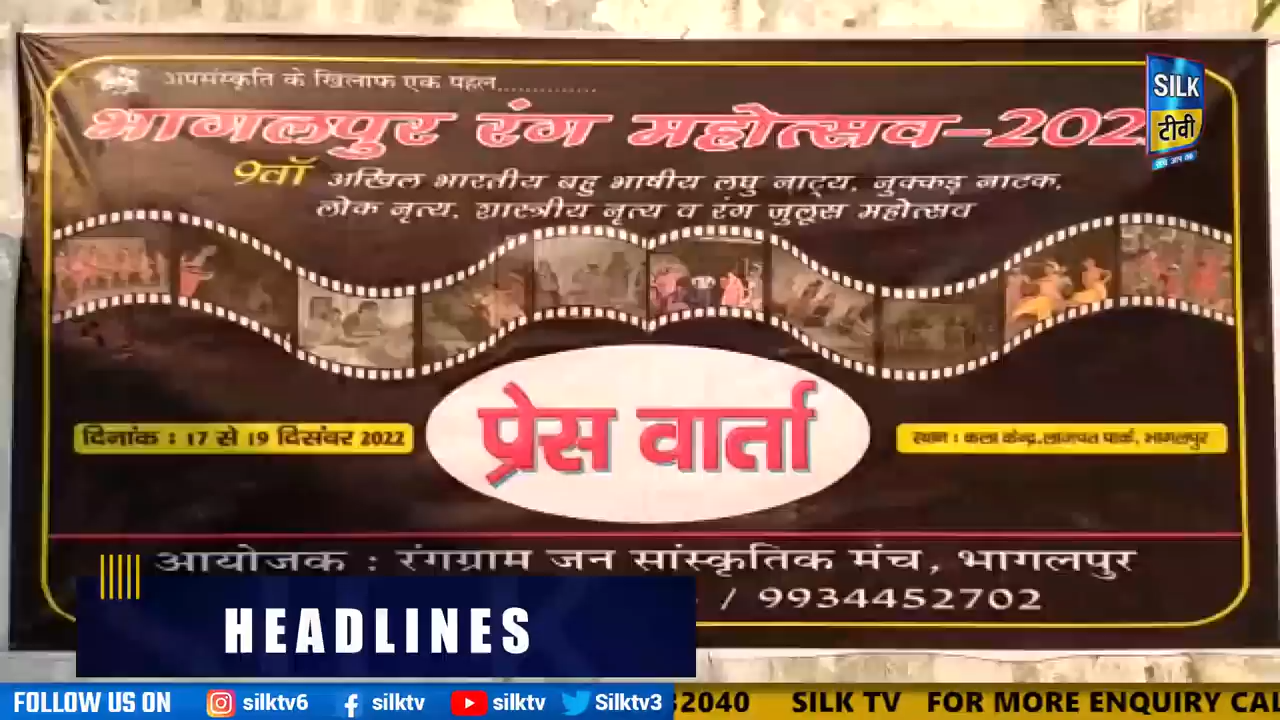 अपसंस्कृति के खिलाफ एक पहल..................
भागलपुर रंग महोत्सव-202
SILK
टीवी
9वॉ अखिल भारतीय बहु भाषीय लघु नाट्य, नुक्कड़ नाटक,
लोक नृत्य, शास्त्रीय नृत्य व रंग जुलूस महोत्सव
प्रेस वार्ता
दिनांक : 17 से 19 दिसंबर 2022
स्थान : कला केन्द्र,लाजपत पार्क, भागलपुर
आयोजक : रंगग्राम जन सांस्कृतिक मंच, भागलपुर
/ 9934452702
HEADLINES
FOLLOW US ON silktv6 silktv silktv Silktv3 32040 SILK TV FOR MORE ENQUIRY CAL